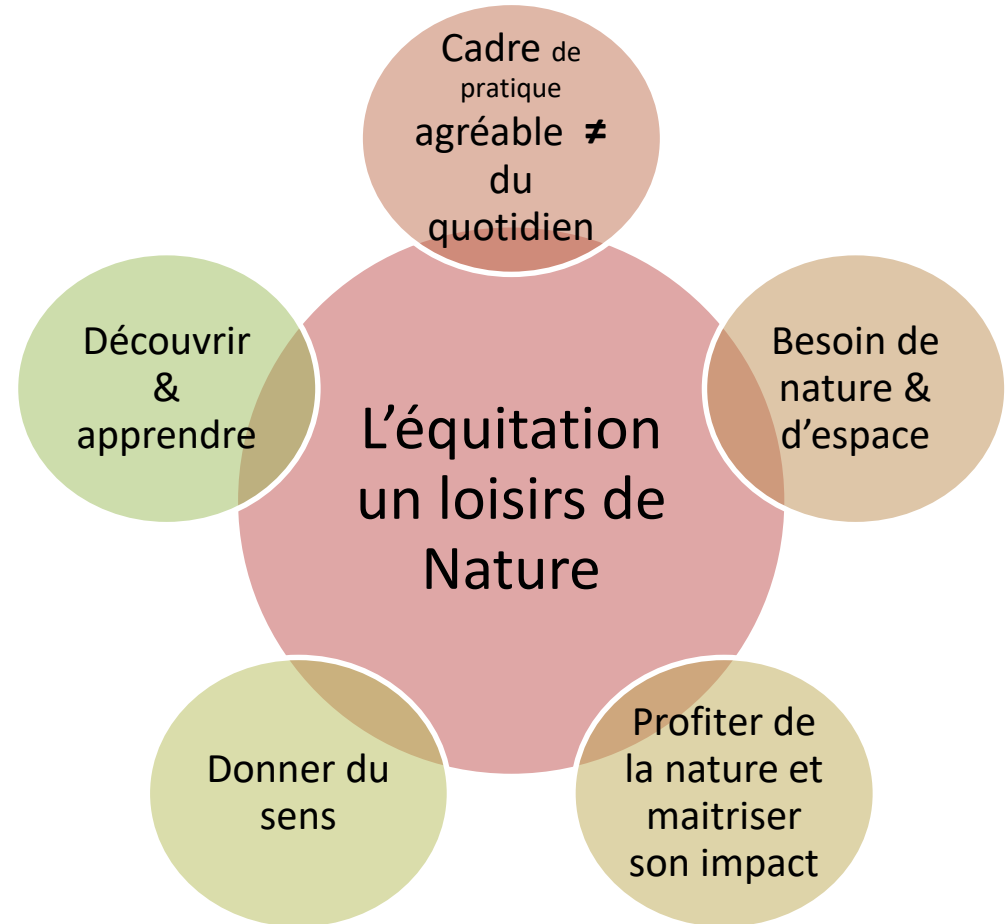 Cadre de
pratique
agréable ≠
du
quotidien
Découvrir
&
apprendre
Besoin de
nature &
d'espace
L'équitation
un loisirs de
Nature
Donner du
sens
Profiter de
la nature et
maitriser
son impact